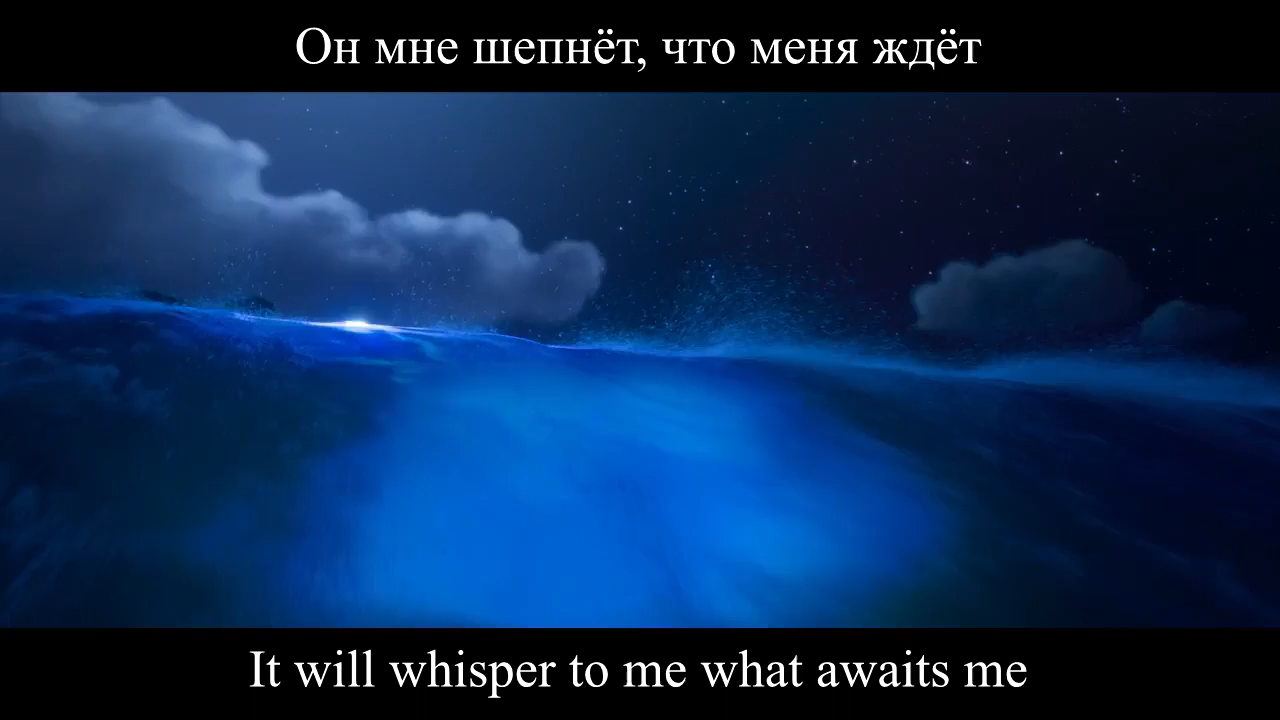 Он мне шепнёт, что меня ждёт
It will whisper to me what awaits me